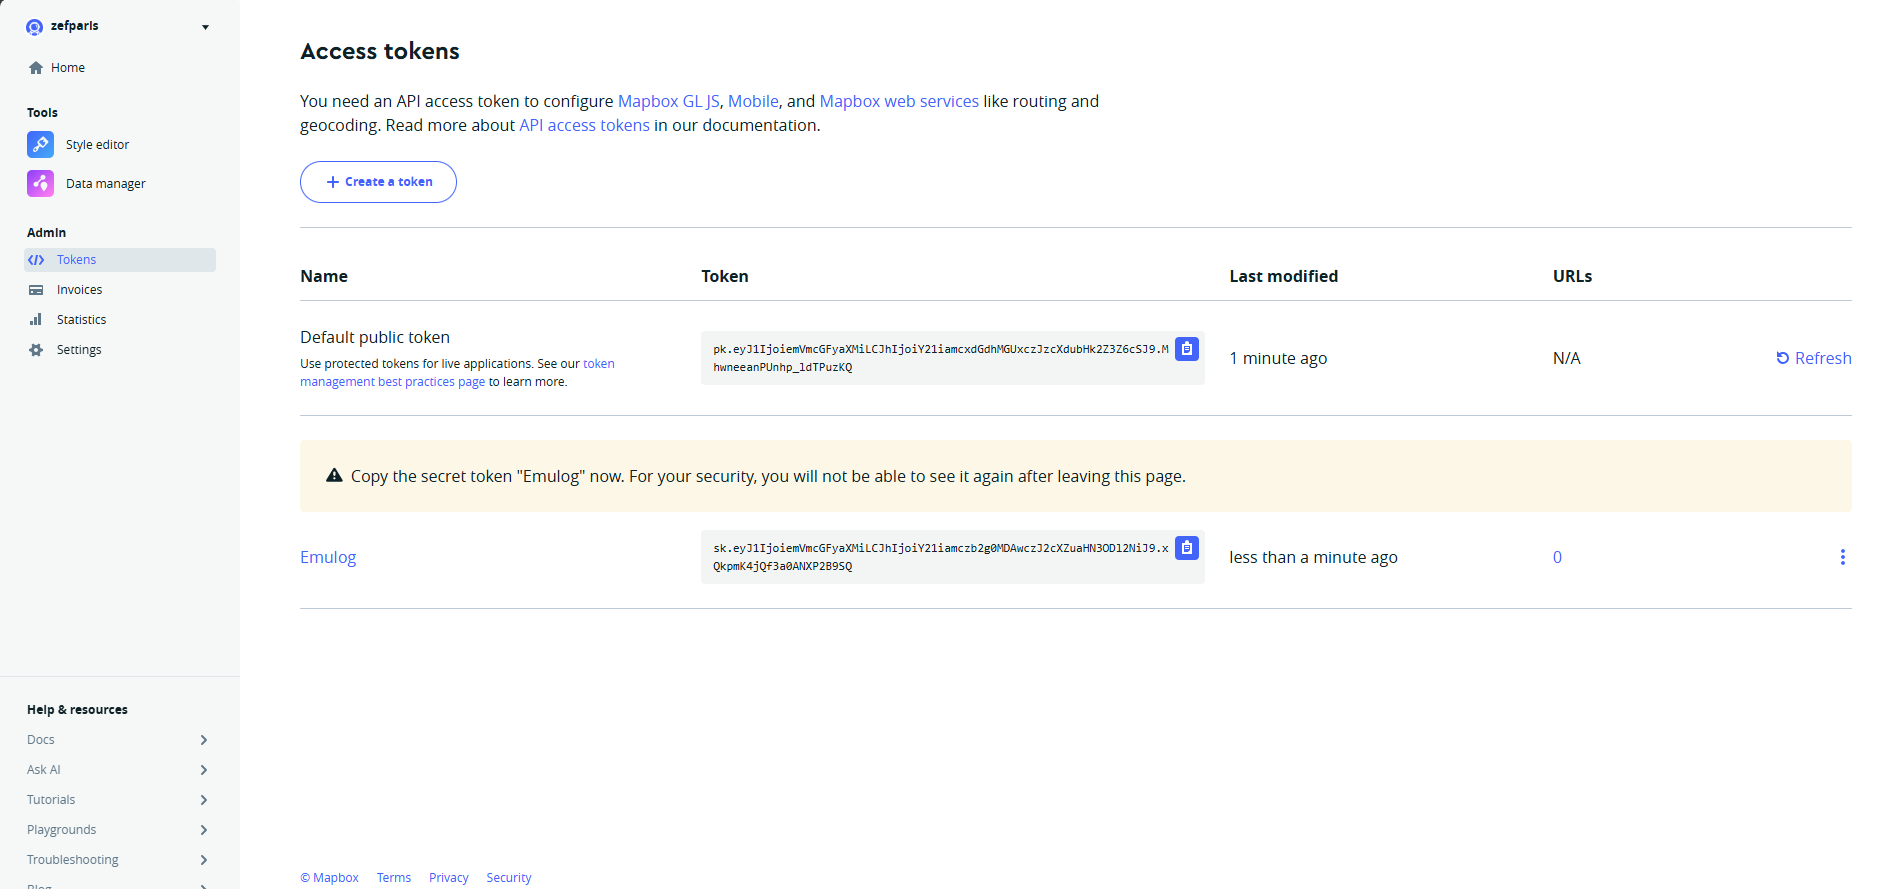 zefparis
Home
Tools
Style editor
Data manager
Admin
Tokens
Invoices
Statistics
Settings
Help & resources
Docs
Ask AI
Tutorials
Playgrounds
Troubleshooting
Access tokens
You need an API access token to configure Mapbox GL JS, Mobile, and Mapbox web services like routing and
geocoding. Read more about API access tokens in our documentation.
+ Create a token
Name Token Last modified URLs
Default public token
Use protected tokens for live applications. See our token
management best practices page to learn more.
pk.eyJ1IjoiemVmcGFyaXMiLCJhIjoiY21iamcxdGdhMGUxczJzcXdubHk2Z3Z6cSJ9.M
hwneeanPUnhp_ldTPuzKQ
1 minute ago
N/A
Refresh
Copy the secret token "Emulog" now. For your security, you will not be able to see it again after leaving this page.
Emulog
sk.eyJ1IjoiemVmcGFyaXMiLCJhIjoiY21iamczb2g0MDAwczJ2cXZuaHN3ODl2NiJ9.x
QkpmK4jQf3a0ANXP2B9SQ
less than a minute ago
0
© Mapbox Terms Privacy Security